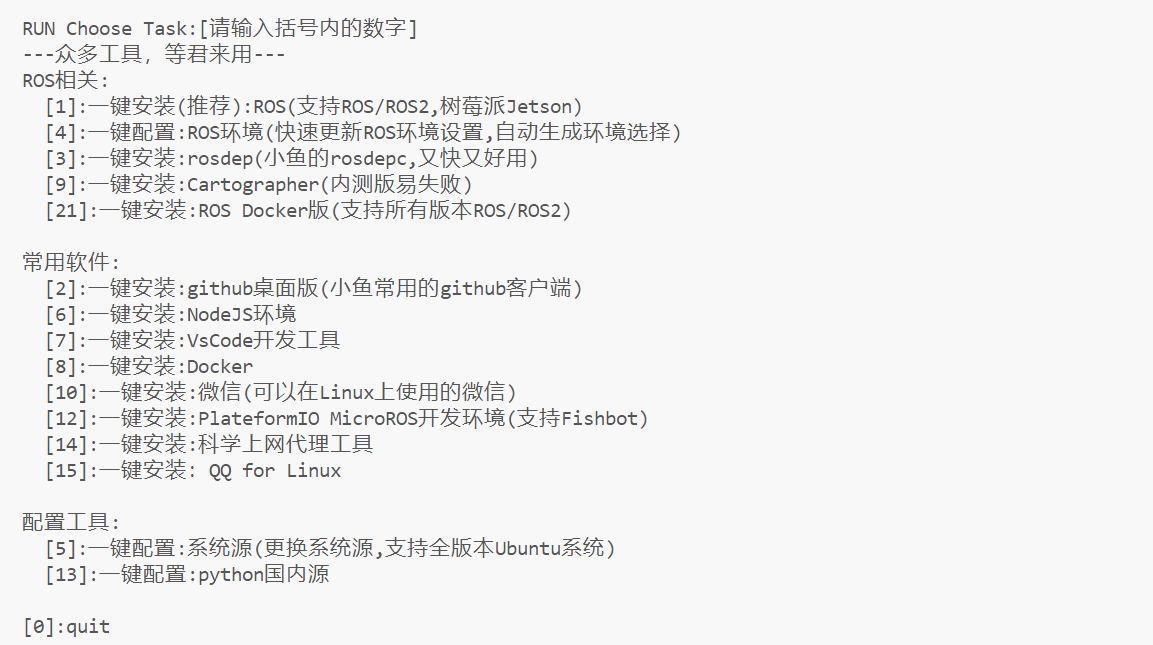 RUN Choose Task:[请输入括号内的数字]
---众多工具，等君来用---
ROS相关:
[1]:一键安装(推荐):ROS(支持ROS/ROS2,树莓派Jetson)
[4]:一键配置:ROS环境(快速更新ROS环境设置,自动生成环境选择)
[3]:一键安装:rosdep(小鱼的rosdepc,又快又好用)
[9]:一键安装:Cartographer(内测版易失败)
[21]:一键安装:ROS Docker版(支持所有版本ROS/ROS2)
常用软件:
[2]:一键安装:github桌面版(小鱼常用的github客户端)
[6]:一键安装:NodeJS环境
[7]:一键安装:VsCode开发工具
[8]:一键安装:Docker
[10]:一键安装:微信(可以在Linux上使用的微信)
[12]:一键安装:PlateformIO MicroROS开发环境(支持Fishbot)
[14]:一键安装:科学上网代理工具
[15]:一键安装: QQ for Linux
配置工具:
[5]:一键配置:系统源(更换系统源,支持全版本Ubuntu系统)
[13]:一键配置:python国内源
[0]:quit